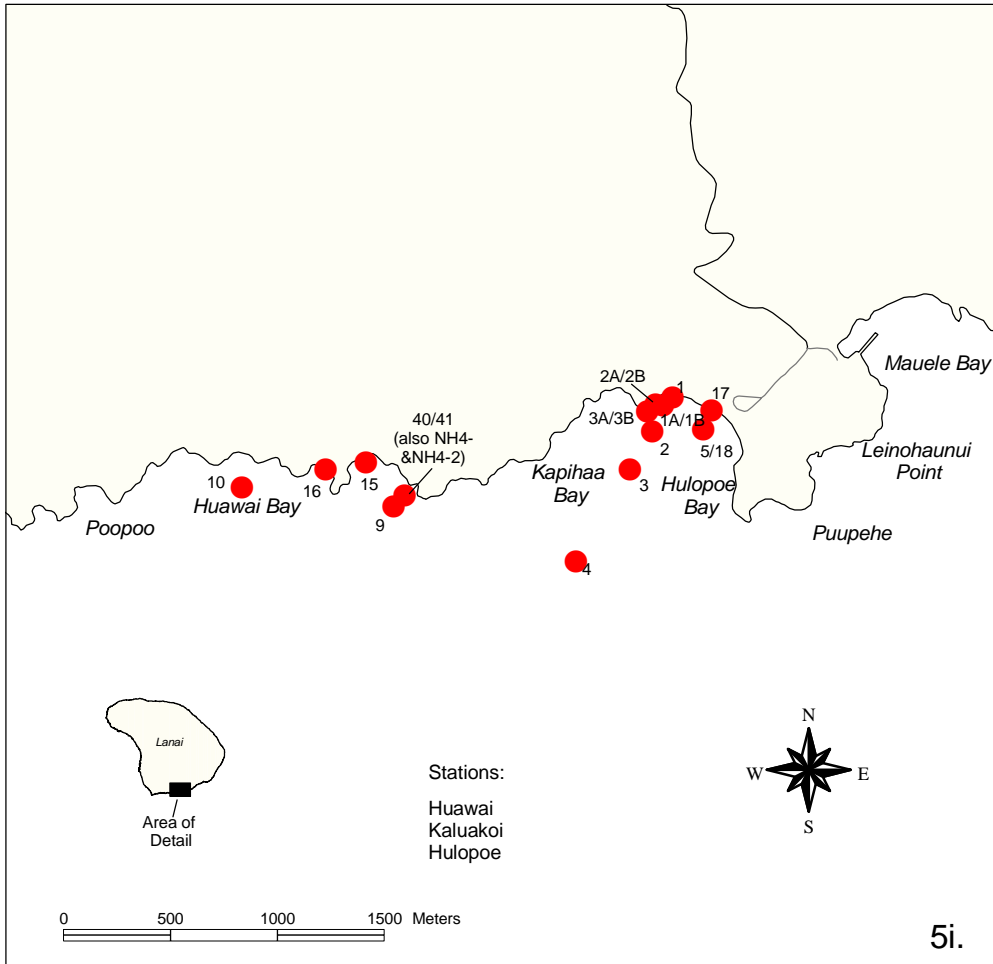 Mauele Bay
2A/2B
1
17
3A/3B
1A/1B
40/41
(also NH4-
&NH4-2)
2
5/18
Leinohaunui
Point
15
Kapihaa
Bay
3
Hulopoe
Bay
10
16
Huawai Bay
9
Poopoo
Puupehe
4
Lanai
Area of
Detail
Stations:
Huawai
Kaluakoi
Hulopoe
N
W
E
S
0 500 1000 1500 Meters
5i.